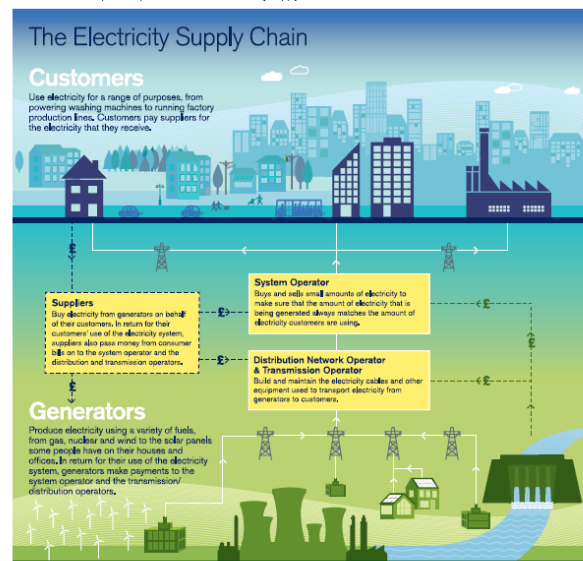 The Electricity Supply Chain
Customers
Use electricity for a range of purposes, from
powering washing machines to running factory
production lines. Customers pay suppliers for
the electricity that they receive.
£
Suppliers
Buy electricity from generators on behalf
of their customers. In return for their
customers' use of the electricity system,
suppliers also pass money from consumer
bills on to the system operator and the
distribution and transmission operators.
£
£
£
System Operator
Buys and sells small amounts of electricity to
make sure that the amount of electricity that is
being generated always matches the amount of
electricity customers are using.
£
Distribution Network Operator
& Transmission Operator
Build and maintain the electricity cables and other
equipment used to transport electricity from
generators to customers.
£
Generators
Produce electricity using a variety of fuels,
from gas, nuclear and wind to the solar panels
some people have on their houses and
offices. In return for their use of the electricity
system, generators make payments to the
system operator and the transmission/
distribution operators.